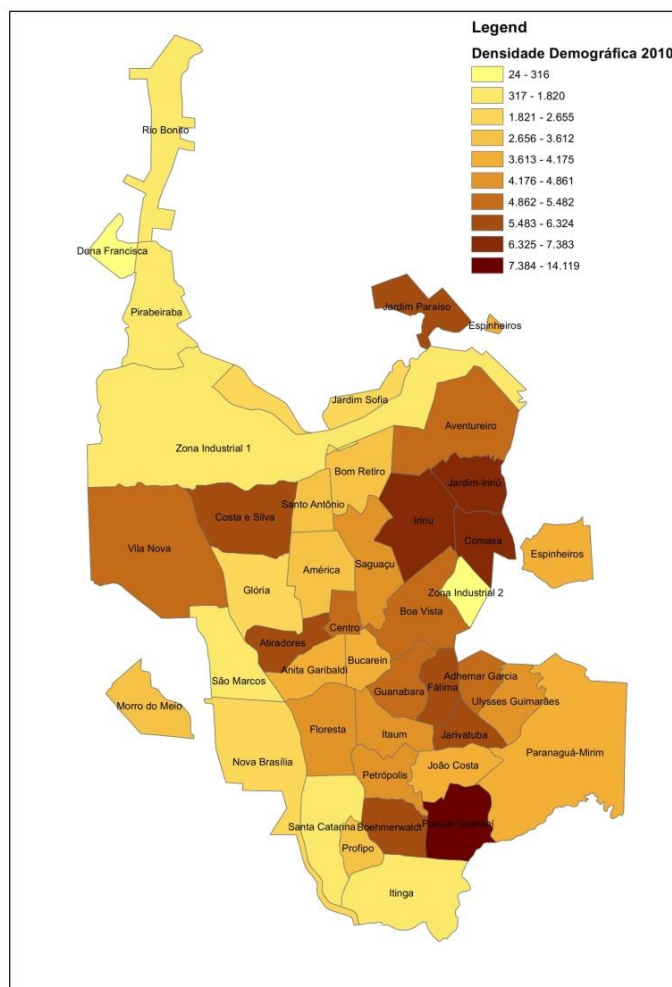 Legend
Densidade Demográfica 2010
24 - 316
317 - 1.820
1.821 - 2.655
2.656 - 3.612
3.613 - 4.175
4.176 - 4.861
4.862 - 5.482
5.483 - 6.324
6.325 - 7.383
7.384 - 14.119
Rio Bonito
Dona Francisca
Pirabeiraba
Jardim Paraíso
Espinheiros
Jardim Sofia
Aventureiro
Zona Industrial 1
Bom Retiro
Jardim-Iririú
Santo Antônio
Costa e Silva
Iririu
Comasa
Vila Nova
Espinheiros
Saguaçu
América
Glória
Zona Industrial 2
Boa Vista
Centro
Atiradores
Bucarein
Anita Garibaldi
São Marcos
Adhemar Garcia
Guanabara
Fátima
Ulysses Guimarães
Morro do Meio
Floresta
Itaum
Jarivatuba
Paranaguá-Mirim
Nova Brasília
João Costa
Petrópolis
Santa Catarina
Boehmerwaldt
Parque Guarani
Profipo
Itinga